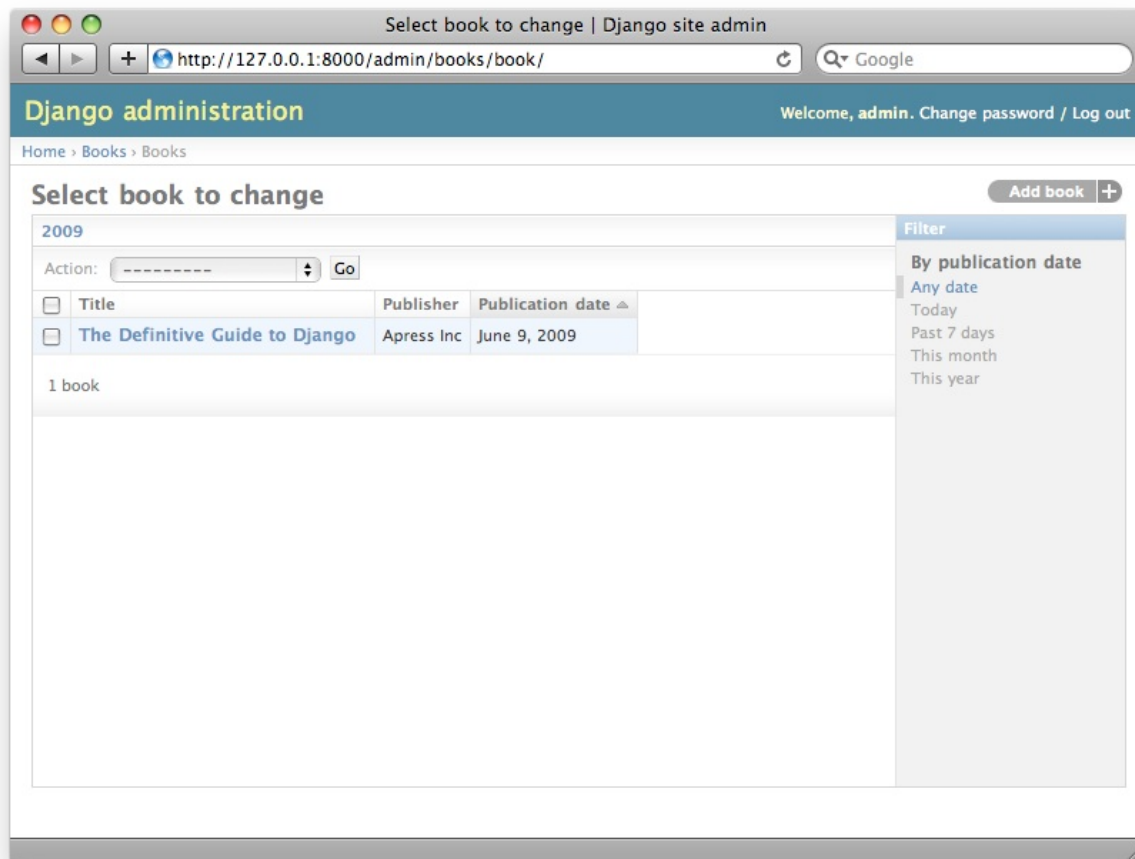 Select book to change | Django site admin
+ http://127.0.0.1:8000/admin/books/book/ Google
Django administration Welcome, admin. Change password / Log out
Home › Books › Books
Select book to change Add book +
2009
Filter
Action: --------- Go
By publication date
Any date
Today
Past 7 days
This month
This year
Title Publisher Publication date
The Definitive Guide to Django Apress Inc June 9, 2009
1 book